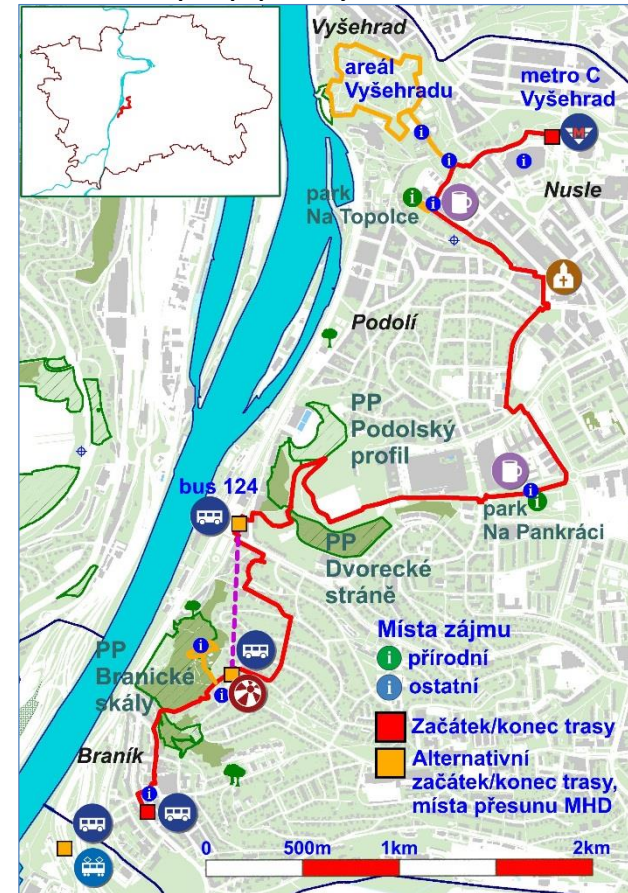 Vyšehrad
areál
Vyšehradu
metro C
Vyšehrad
M
park
Na Topolce
Nusle
Podolí
PP
Podolský
profil
bus 124
park
Na Pankráci
PP
Dvorecké
stráně
PP
Branické
skály
Braník
Místa zájmu
i přírodní
i ostatní
Začátek/konec trasy
Alternativní
začátek/konec trasy,
místa přesunu MHD
0 500m 1km 2km